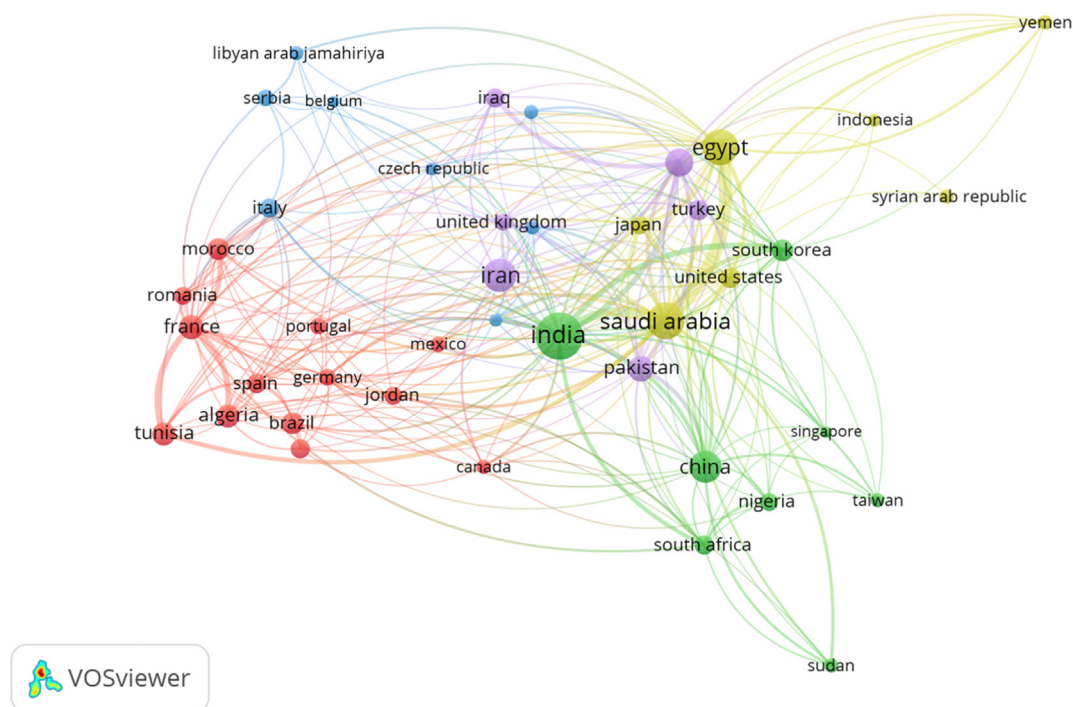 yemen
libyan arab jamahiriya
serbia
belgium
iraq
indonesia
egypt
czech republic
syrian arab republic
italy
united kingdom
japan
turkey
morocco
south korea
iran
united states
romania
france
portugal
india
saudi arabia
mexico
pakistan
spain
germany
jordan
algeria
brazil
tunisia
singapore
canada
china
nigeria
taiwan
south africa
sudan
VOSviewer